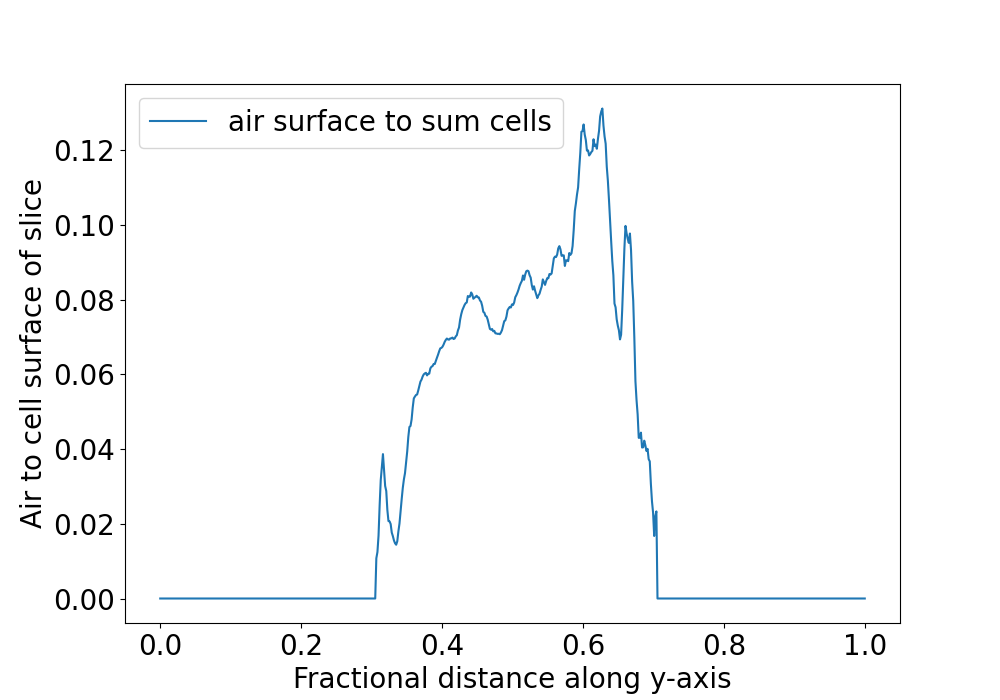 air surface to sum cells
Air to cell surface of slice
0.12
0.10
0.08
0.06
0.04
0.02
0.00
0.0 0.2 0.4 0.6 0.8 1.0
Fractional distance along y-axis